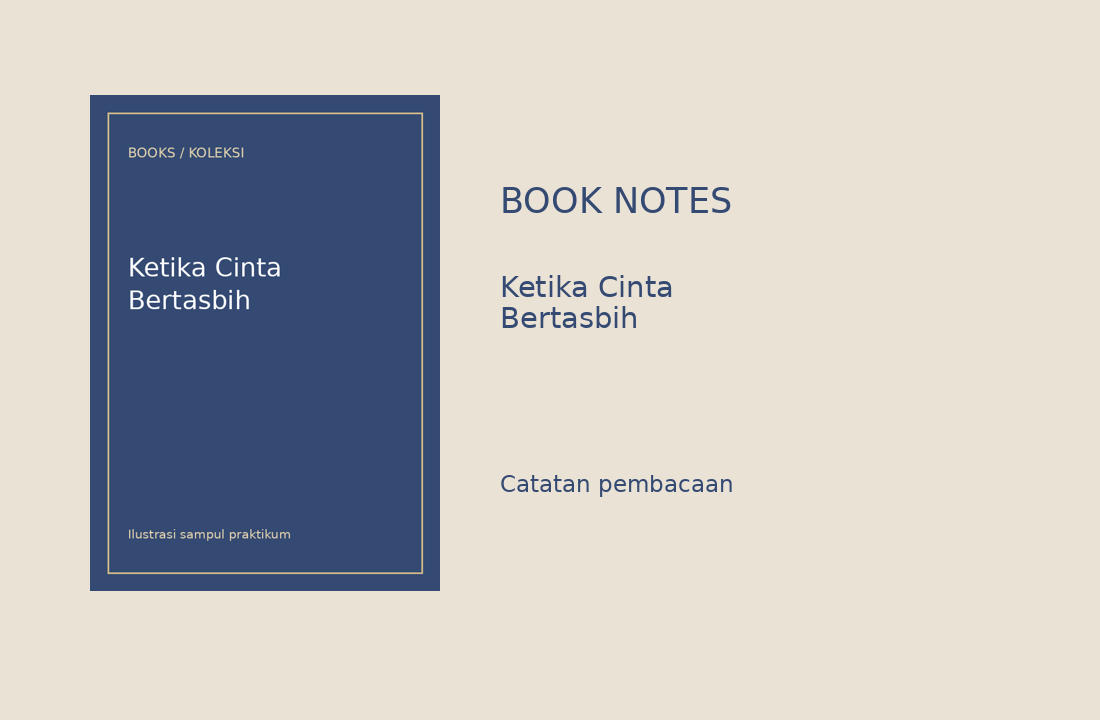 BOOKS / KOLEKSI
Ketika Cinta
Bertasbih
Ilustrasi sampul praktikum
BOOK NOTES
Ketika Cinta
Bertasbih
Catatan pembacaan